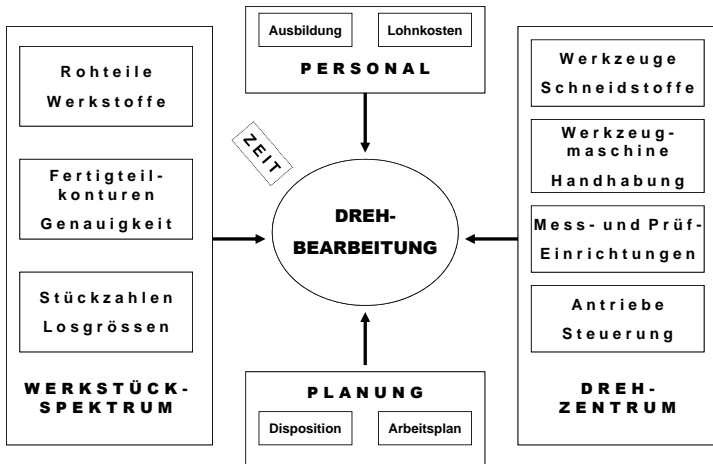 Ausbildung
Lohnkosten
PERSONAL
Rohteile
Werkstoffe
Fertigteil-
konturen
Genauigkeit
Stückzahlen
Losgrössen
WERKSTÜCK-
SPEKTRUM
ZEIT
DREH-
BEARBEITUNG
PLANUNG
Disposition
Arbeitsplan
Werkzeuge
Schneidstoffe
Werkzeug-
maschine
Handhabung
Mess- und Prüf-
Einrichtungen
Antriebe
Steuerung
DREH-
ZENTRUM